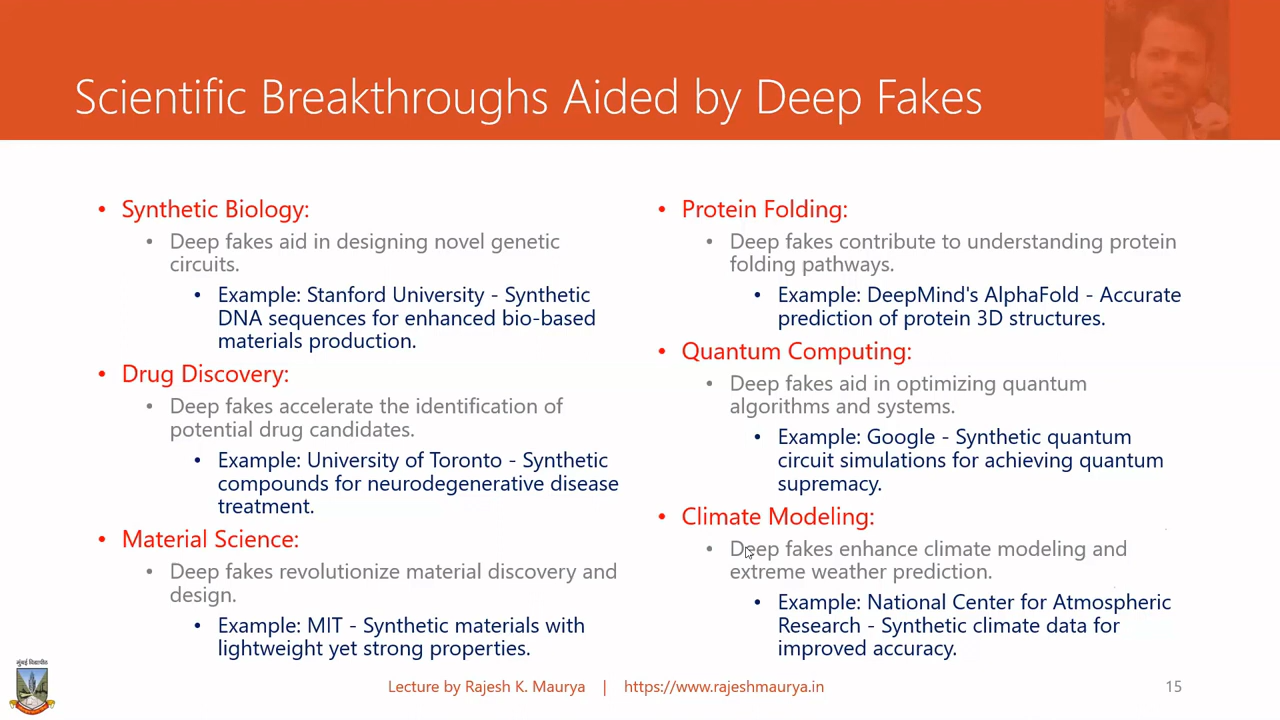 Scientific Breakthroughs Aided by Deep Fakes
• Synthetic Biology:
• Deep fakes aid in designing novel genetic
circuits.
• Example: Stanford University - Synthetic
DNA sequences for enhanced bio-based
materials production.
• Drug Discovery:
• Deep fakes accelerate the identification of
potential drug candidates.
• Example: University of Toronto - Synthetic
compounds for neurodegenerative disease
treatment.
• Material Science:
• Deep fakes revolutionize material discovery and
design.
• Example: MIT - Synthetic materials with
lightweight yet strong properties.
• Protein Folding:
• Deep fakes contribute to understanding protein
folding pathways.
• Example: DeepMind's AlphaFold - Accurate
prediction of protein 3D structures.
• Quantum Computing:
• Deep fakes aid in optimizing quantum
algorithms and systems.
• Example: Google - Synthetic quantum
circuit simulations for achieving quantum
supremacy.
• Climate Modeling:
• Deep fakes enhance climate modeling and
extreme weather prediction.
• Example: National Center for Atmospheric
Research - Synthetic climate data for
improved accuracy.
मुंबई विद्यापीठ
Lecture by Rajesh K. Maurya | https://www.rajeshmaurya.in
15